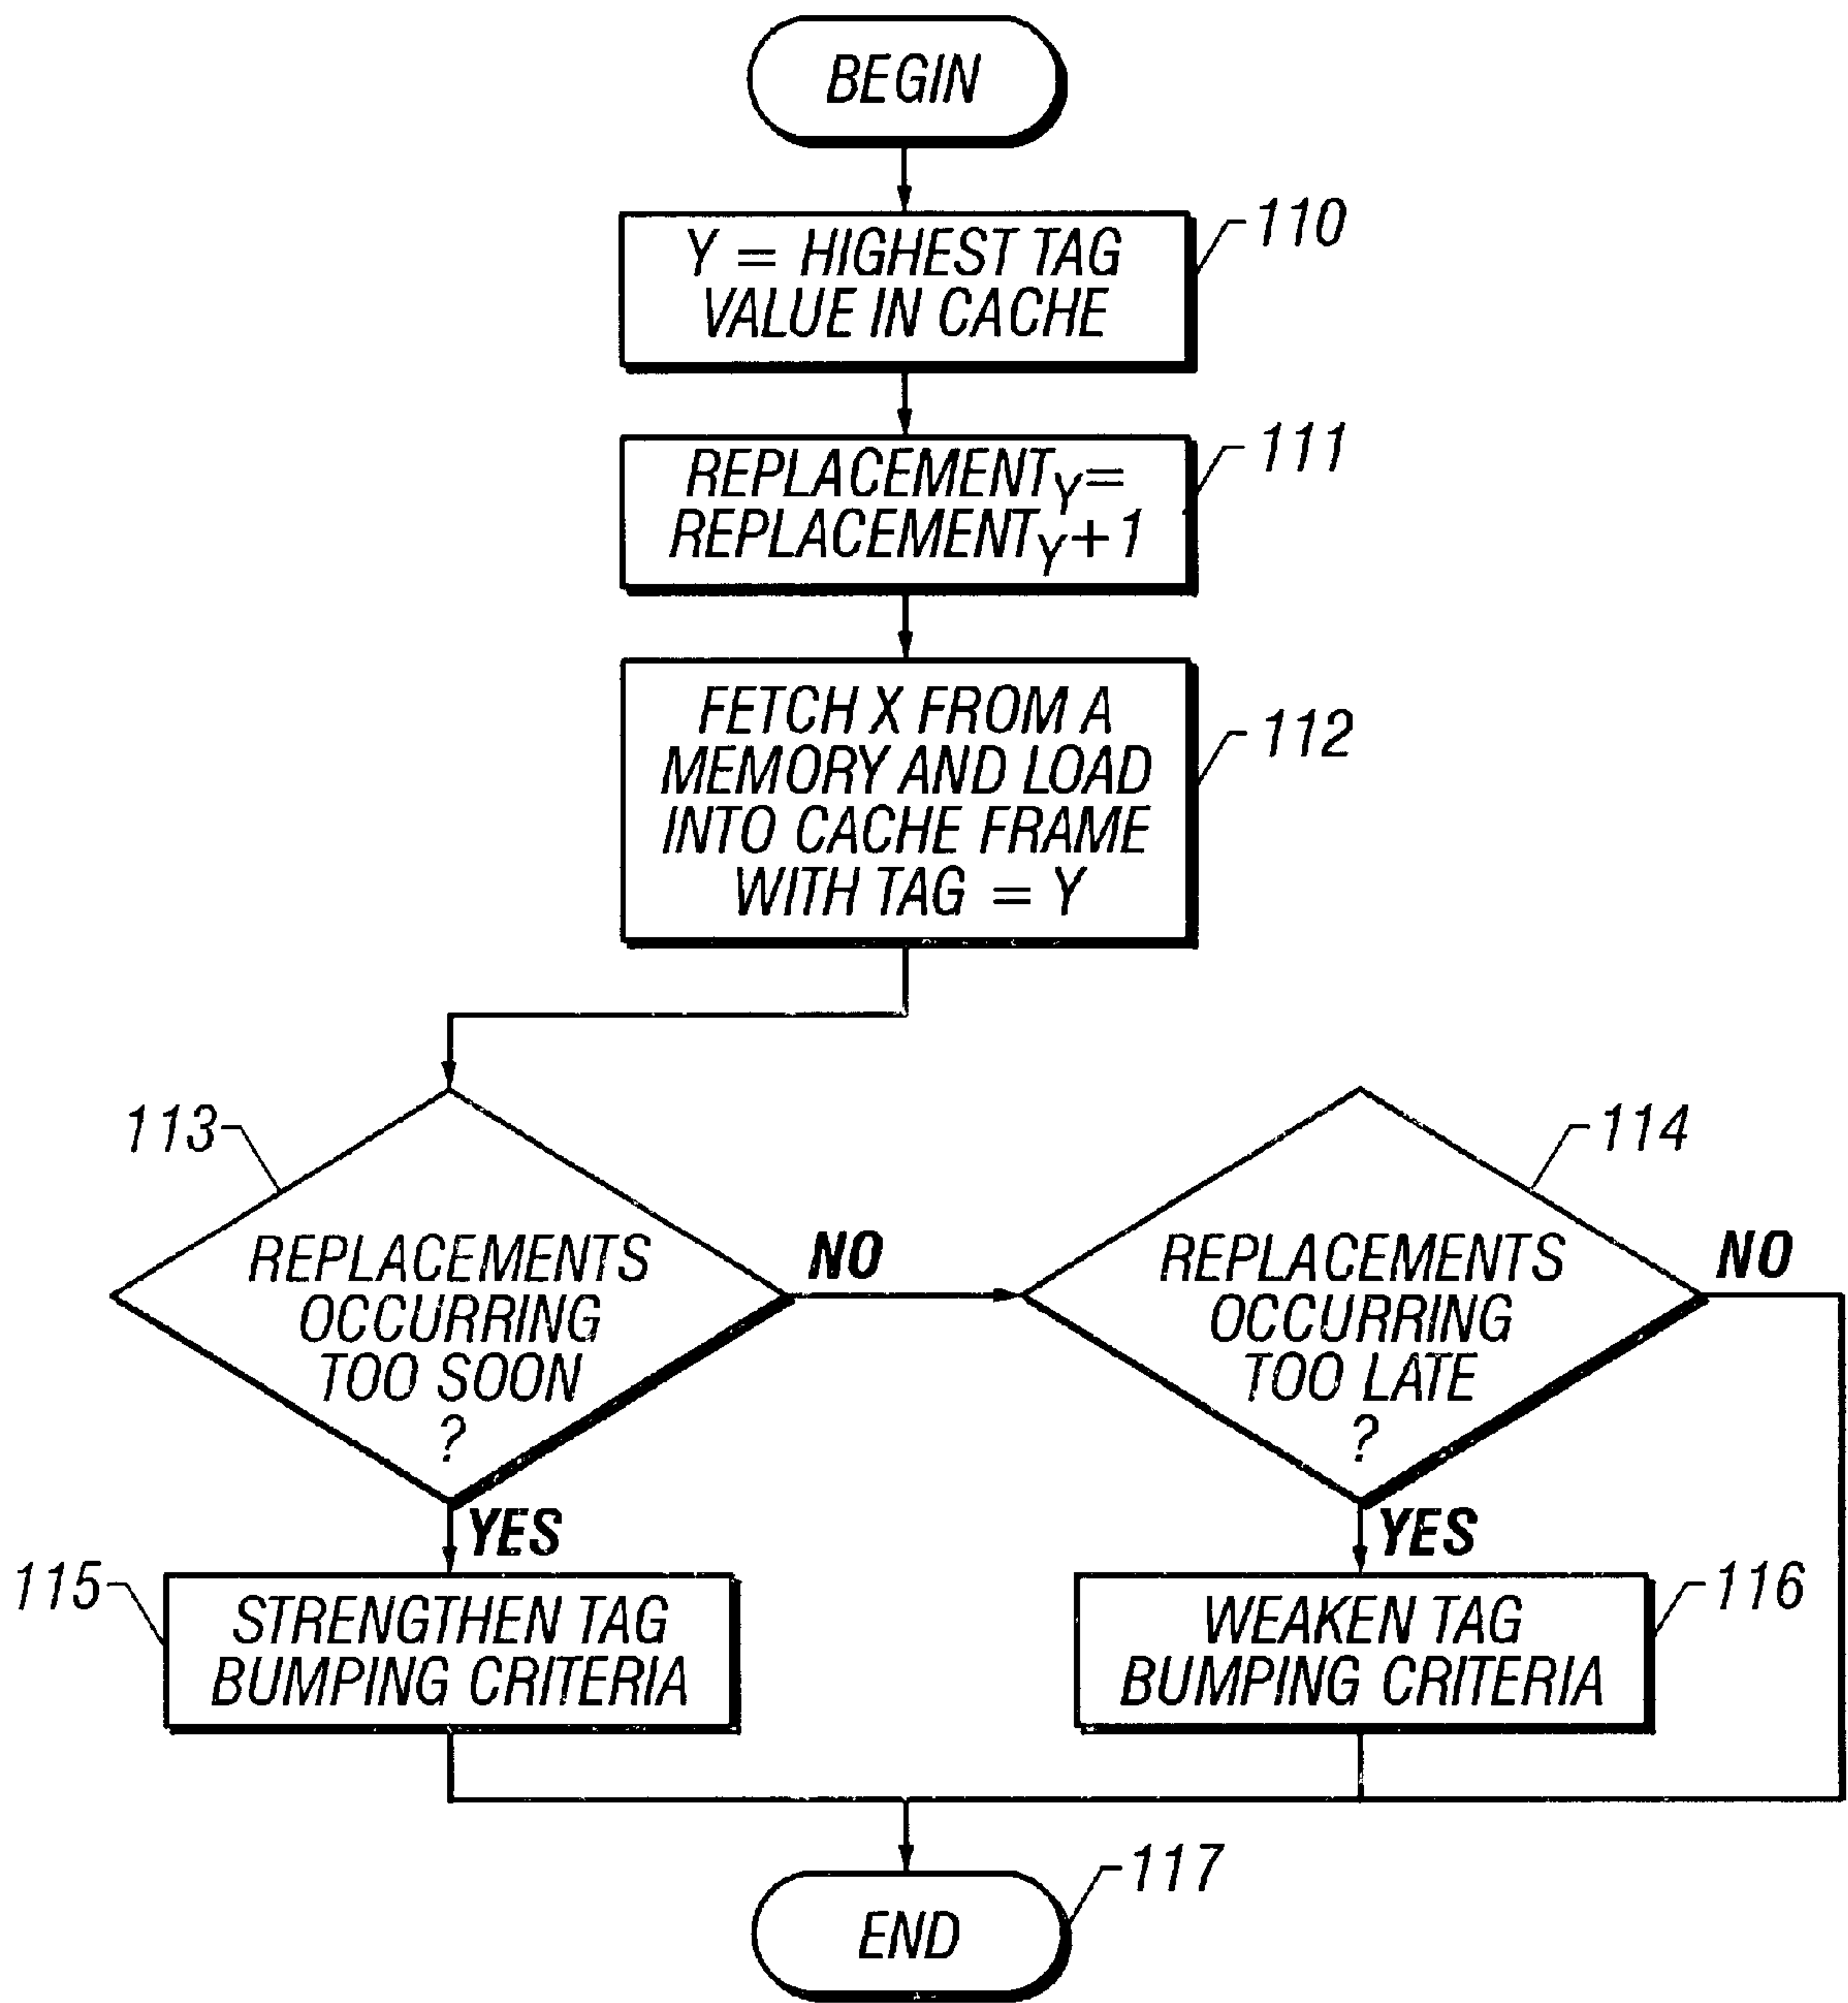 BEGIN
Y = HIGHEST TAG
VALUE IN CACHE
110
REPLACEMENTY=
REPLACEMENTY+1
111
FETCH X FROM A
MEMORY AND LOAD
INTO CACHE FRAME
WITH TAG = Y
112
113
REPLACEMENTS
OCCURRING
TOO SOON
?
NO
YES
114
REPLACEMENTS
OCCURRING
TOO LATE
?
NO
YES
115
STRENGTHEN TAG
BUMPING CRITERIA
WEAKEN TAG
BUMPING CRITERIA
116
END
117